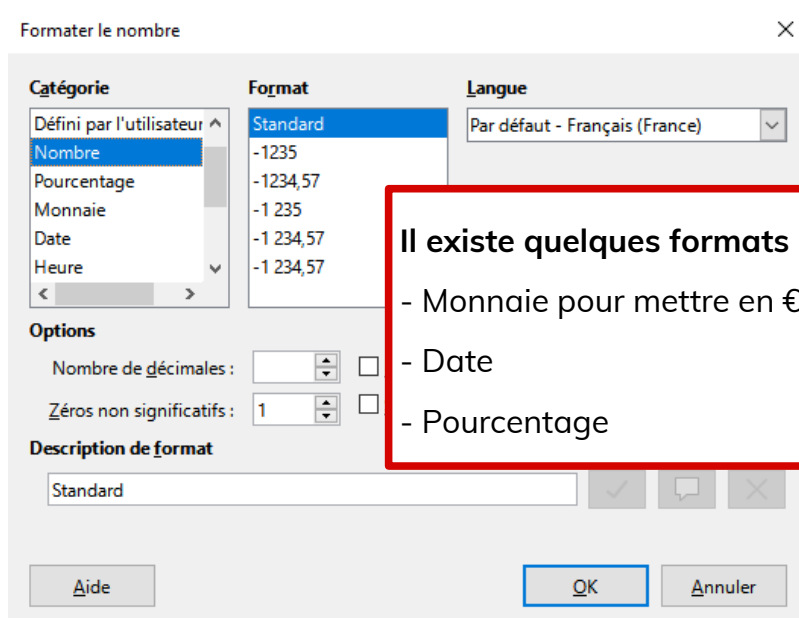 Formater le nombre
Catégorie
Format
Langue
Défini par l'utilisateur
Nombre
Pourcentage
Monnaie
Date
Heure
Standard
-1235
-1234,57
-1 235
-1 234,57
-1 234,57
Par défaut - Français (France)
Il existe quelques formats
- Monnaie pour mettre en €
- Date
- Pourcentage
Options
Nombre de décimales :
Zéros non significatifs :
1
Description de format
Standard
Aide
OK
Annuler